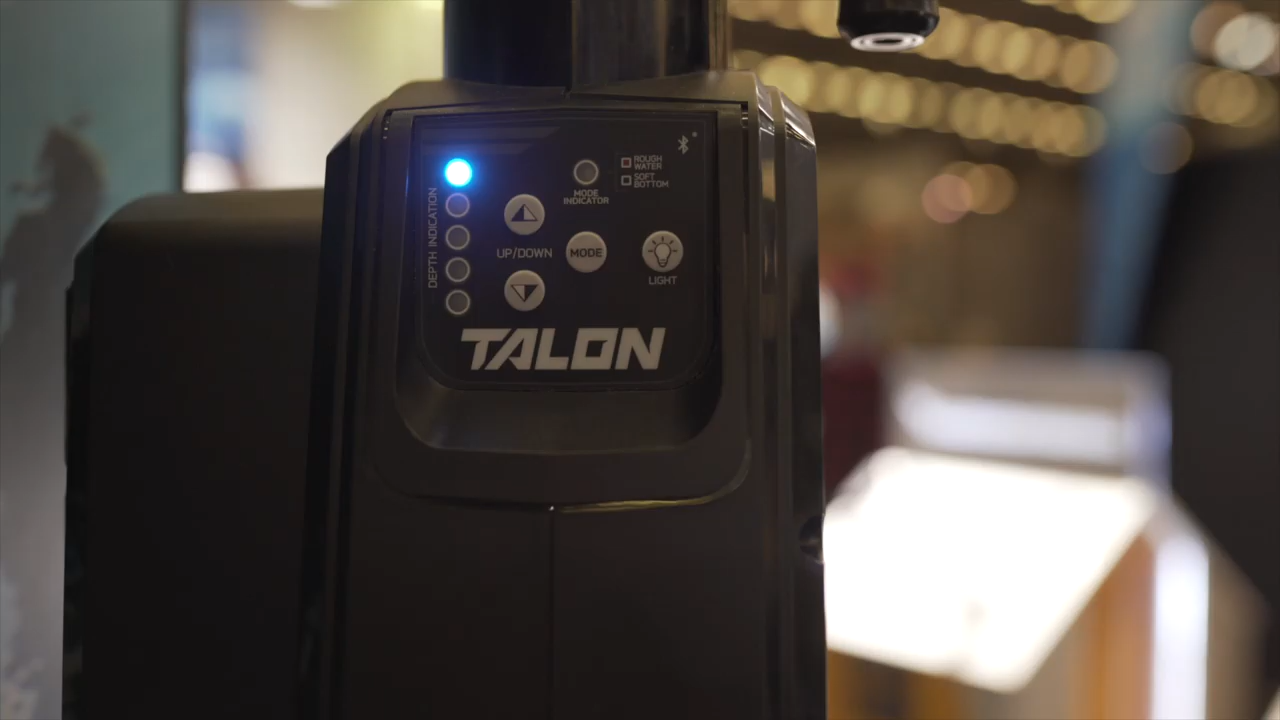 DEPTH INDICATION
MODE
INDICATOR
ROUGH
WATER
SOFT
BOTTOM
UP/DOWN
MODE
LIGHT
TALON